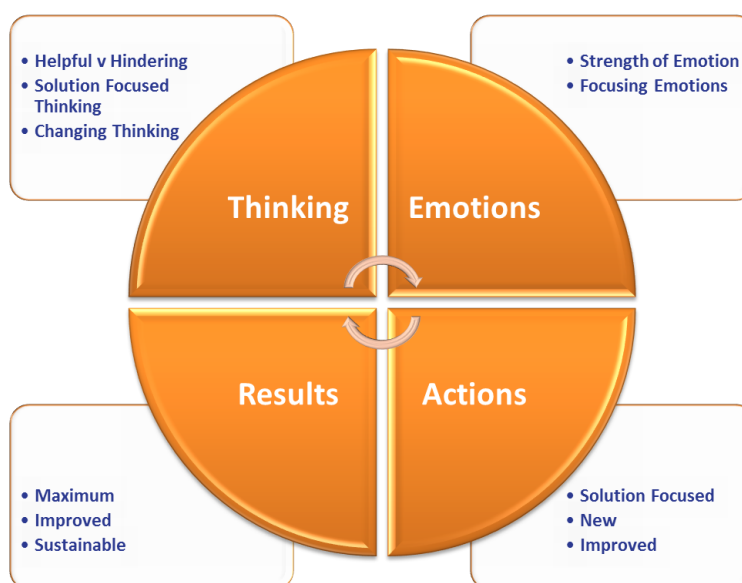 • Helpful v Hindering
• Solution Focused
Thinking
• Changing Thinking
• Strength of Emotion
• Focusing Emotions
Thinking
Emotions
Results
Actions
• Maximum
• Improved
• Sustainable
• Solution Focused
• New
• Improved